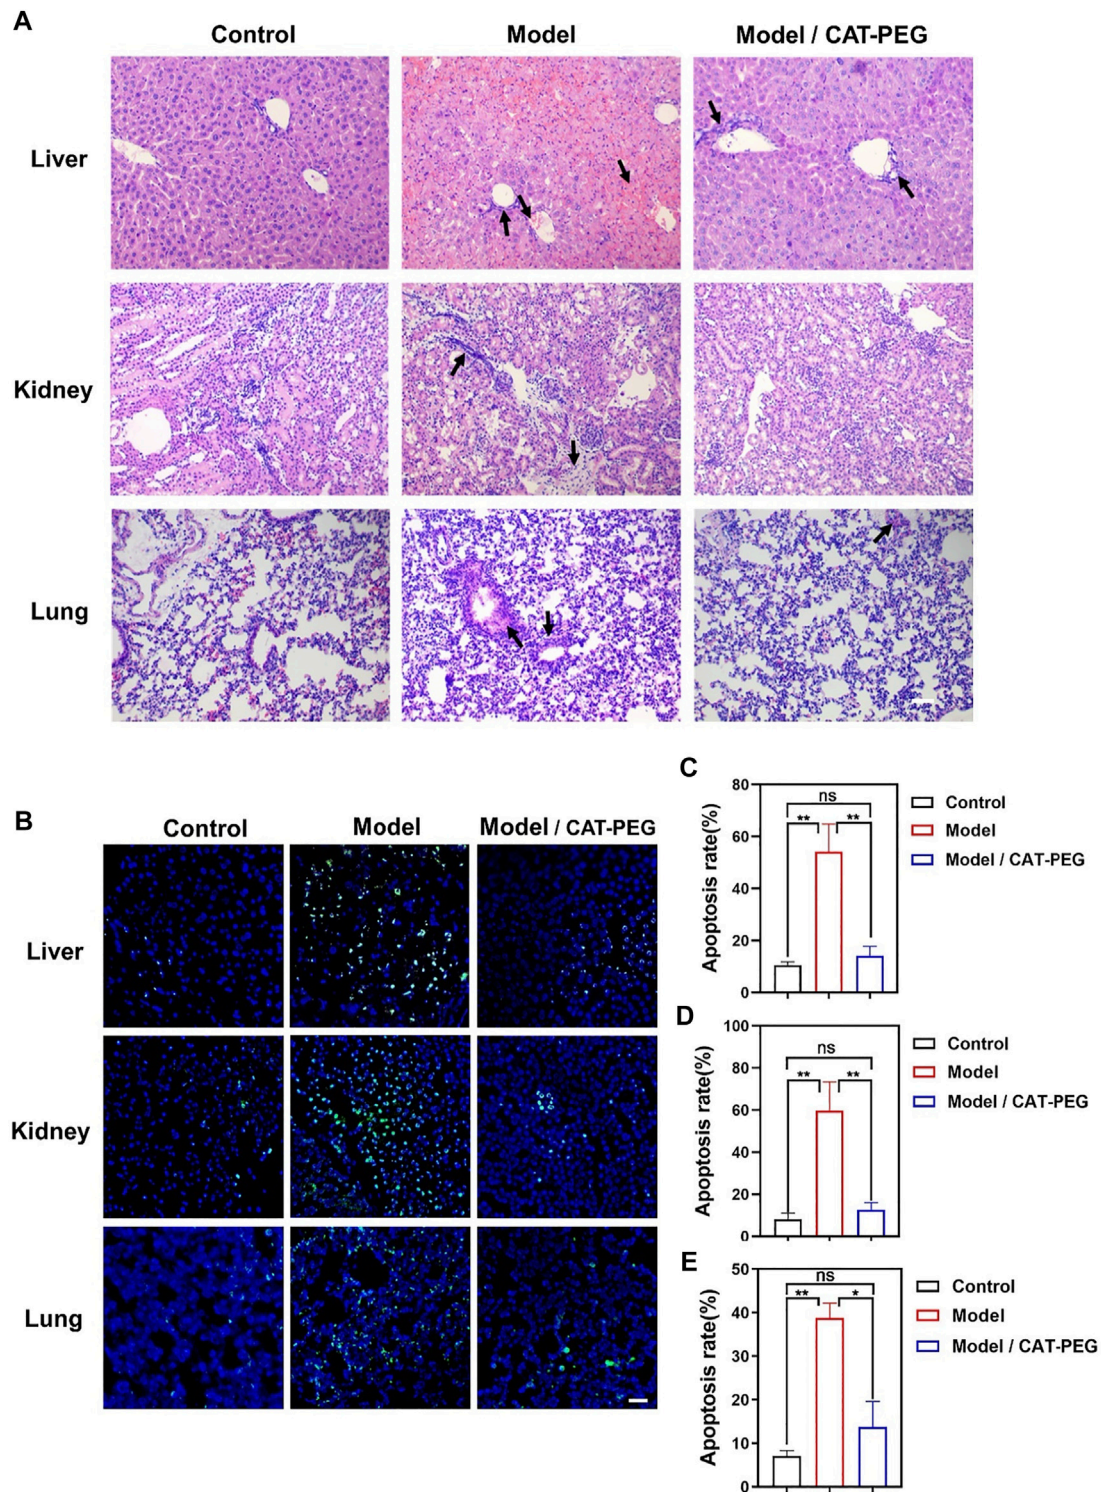 A
Control Model Model / CAT-PEG
Liver
Kidney
Lung
B
Control Model Model / CAT-PEG
Liver
Kidney
Lung
C
80
60
40
20
0
Apoptosis rate(%)
ns
** **
Control
Model
Model / CAT-PEG
D
100
80
60
40
20
0
Apoptosis rate(%)
ns
** **
Control
Model
Model / CAT-PEG
E
50
40
30
20
10
0
Apoptosis rate(%)
ns
** *
Control
Model
Model / CAT-PEG